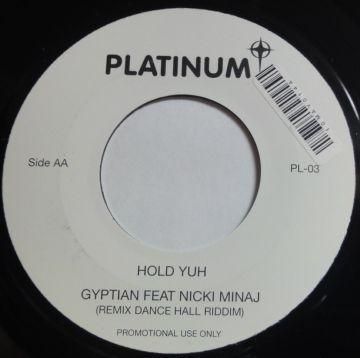 PLATINUM
Side AA
PL-03
HOLD YUH
GYPTIAN FEAT NICKI MINAJ
(REMIX DANCE HALL RIDDIM)
PROMOTIONAL USE ONLY